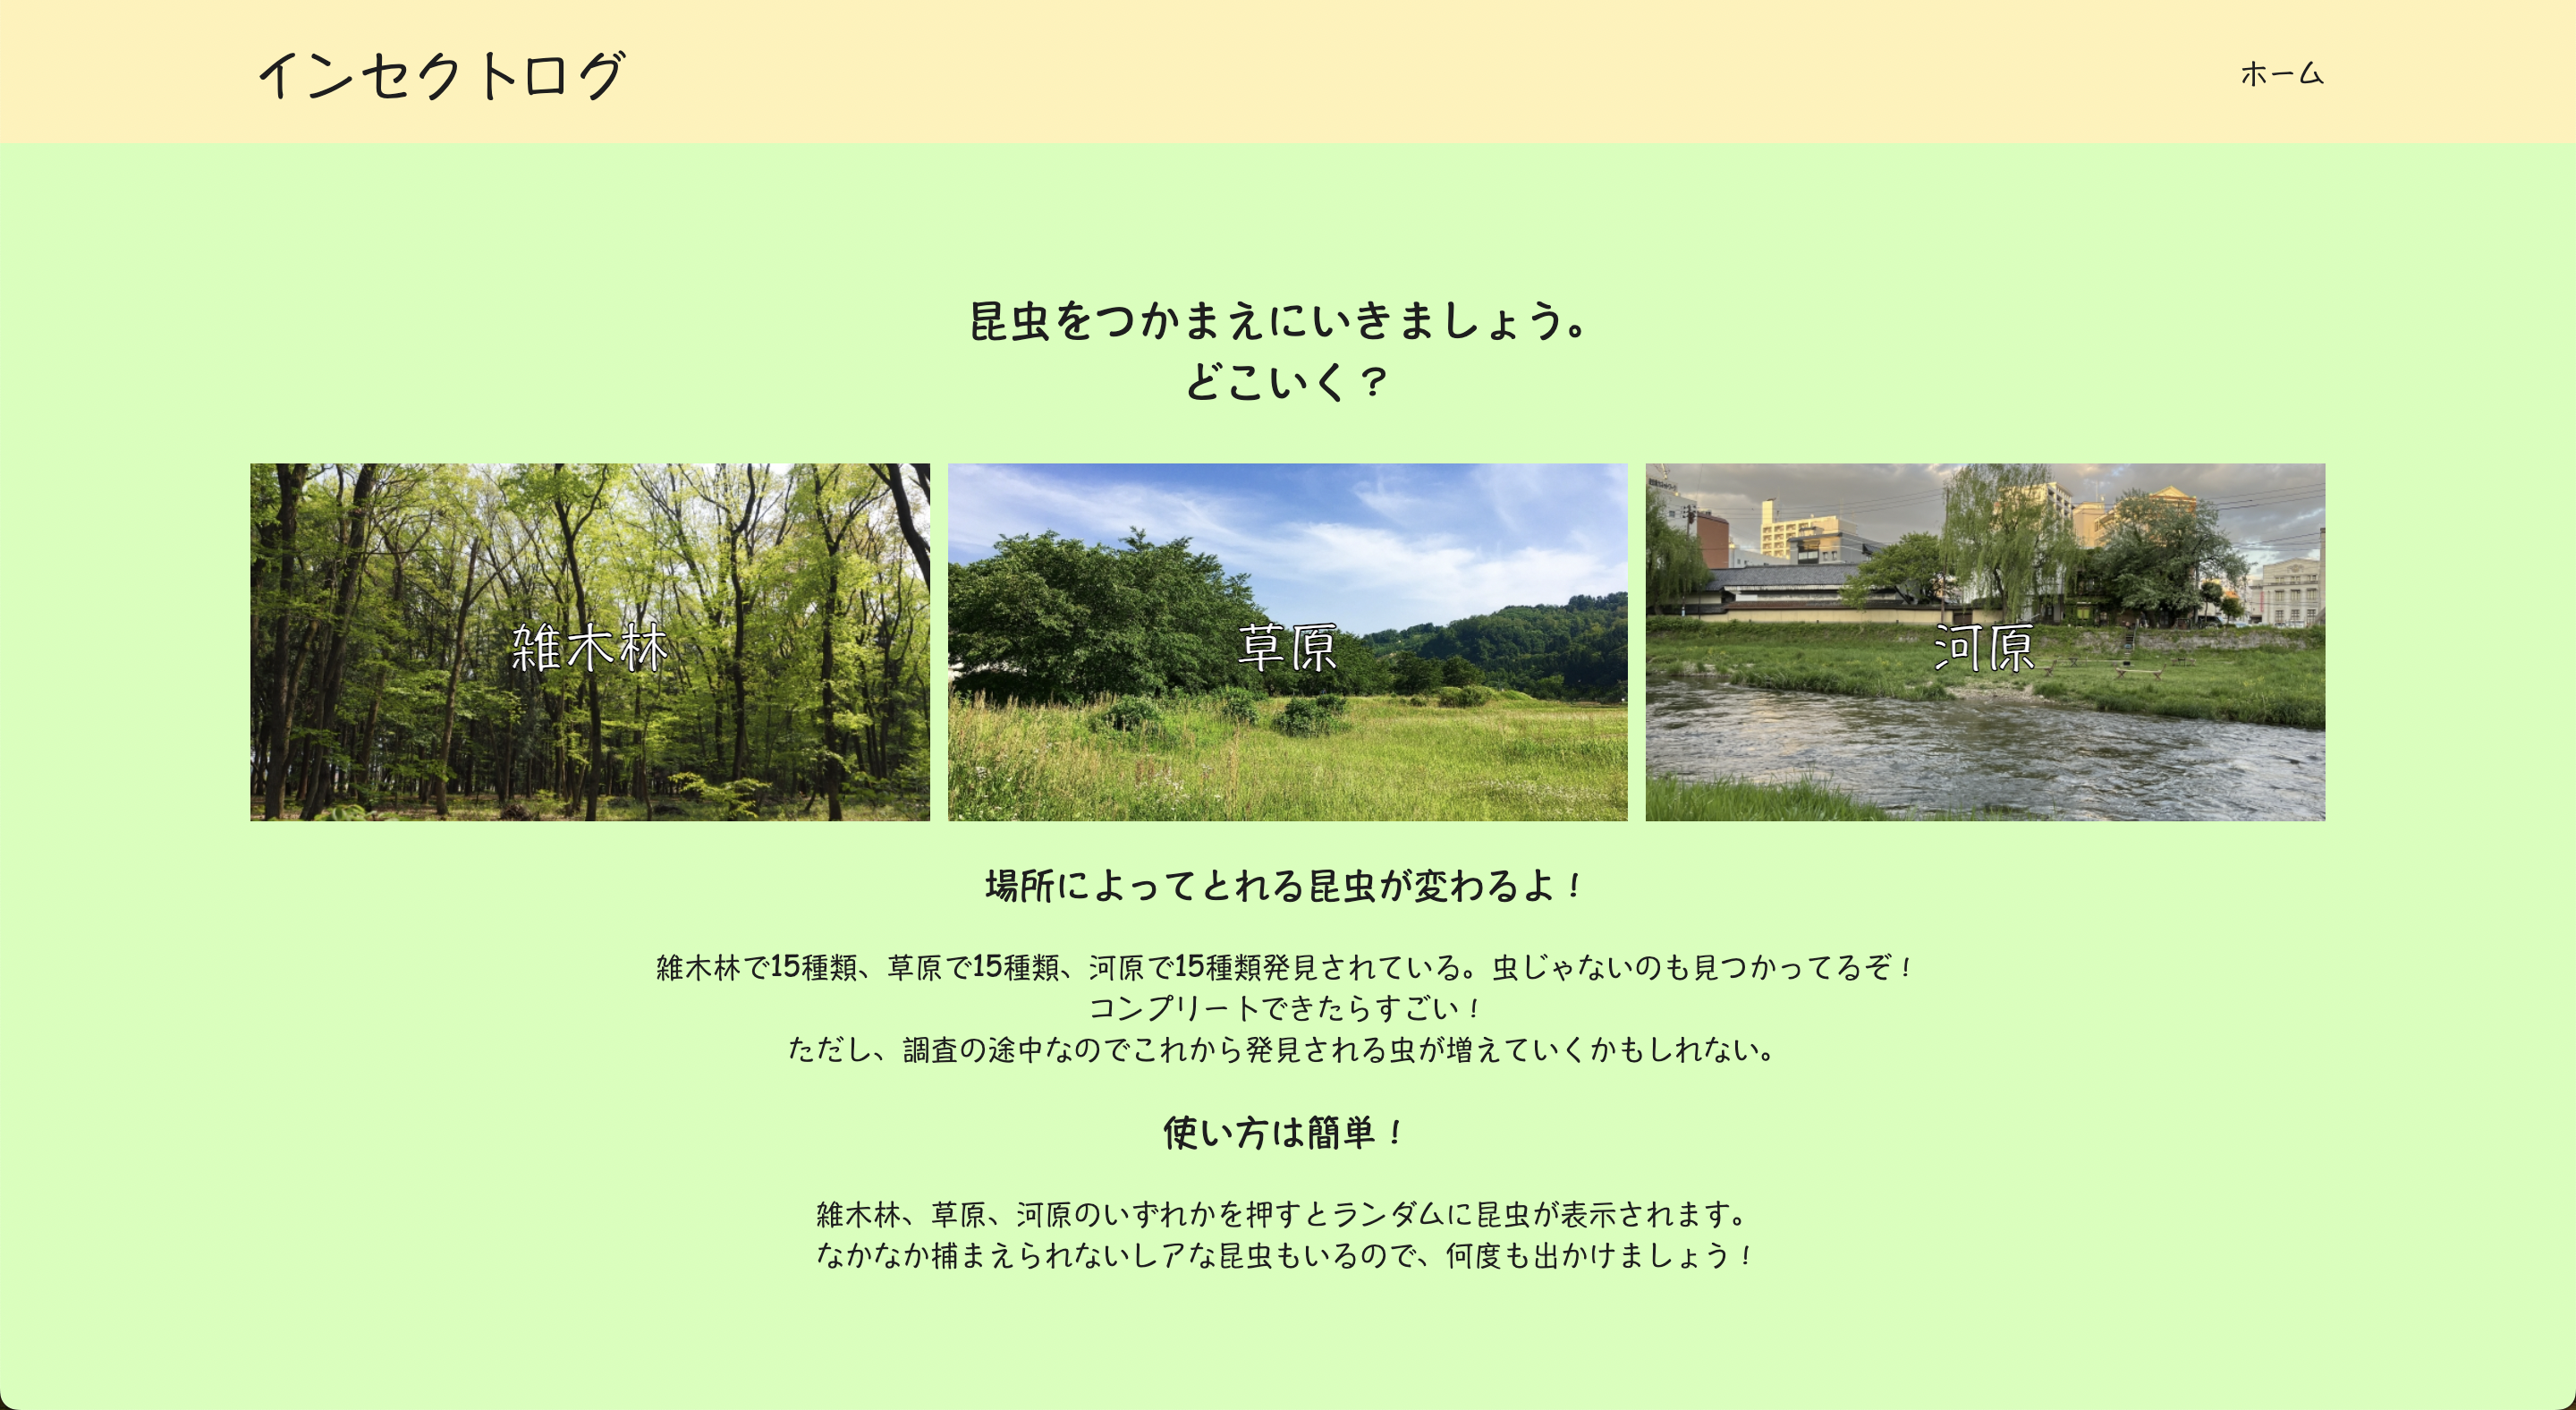 インセクトログ
ホーム
昆虫をつかまえにいきましょう。
どこいく？
雑木林
草原
河原
場所によってとれる昆虫が変わるよ！
雑木林で15種類、草原で15種類、河原で15種類発見されている。虫じゃないのも見つかってるぞ！
コンプリートできたらすごい！
ただし、調査の途中なのでこれから発見される虫が増えていくかもしれない。
使い方は簡単！
雑木林、草原、河原のいずれかを押すとランダムに昆虫が表示されます。
なかなか捕まえられないレアな昆虫もいるので、何度も出かけましょう！